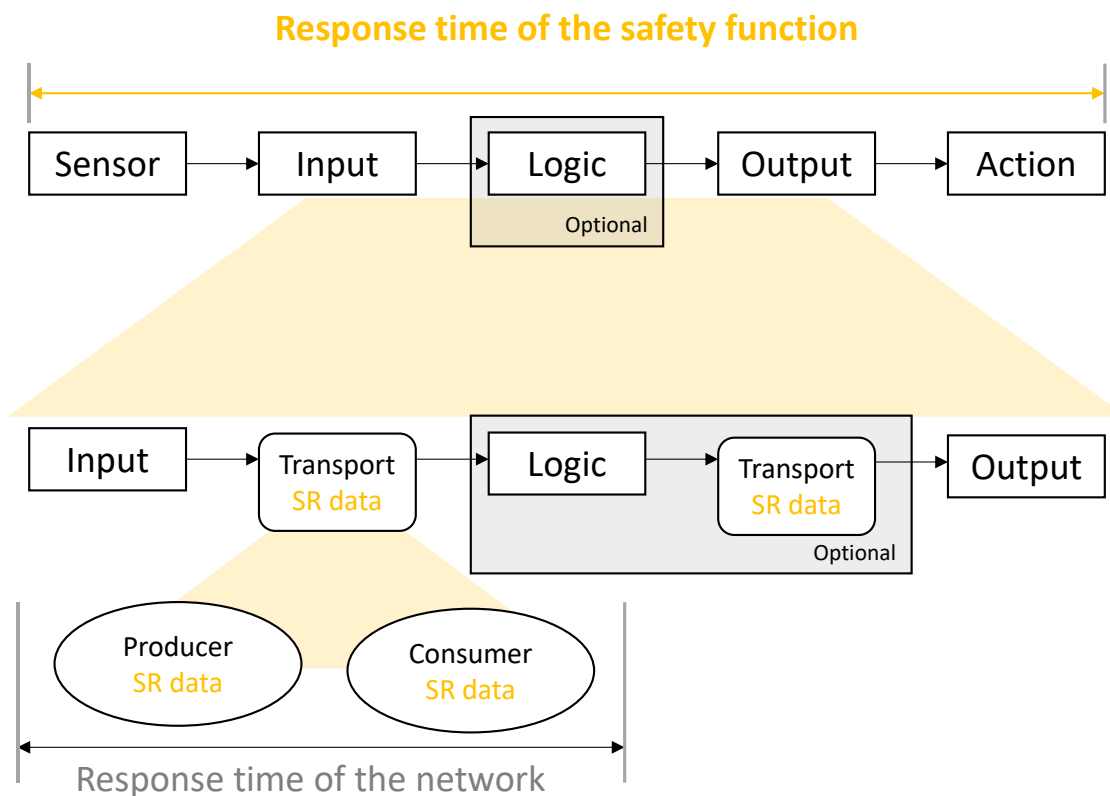 Response time of the safety function
Sensor
Input
Logic
Output
Action
Optional
Input
Transport
SR data
Logic
Transport
SR data
Output
Optional
Producer
SR data
Consumer
SR data
Response time of the network